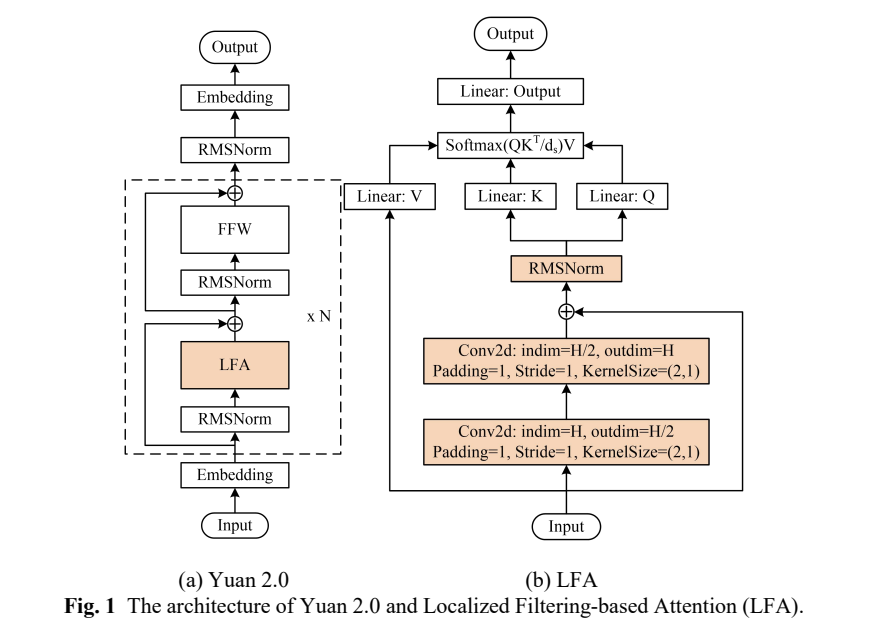 Output
Embedding
RMSNorm
FFW
RMSNorm
x N
LFA
RMSNorm
Embedding
Input
(a) Yuan 2.0
Output
Linear: Output
Softmax(QKᵀ/dₛ)V
Linear: V
Linear: K
Linear: Q
RMSNorm
Conv2d: indim=H/2, outdim=H
Padding=1, Stride=1, KernelSize=(2,1)
Conv2d: indim=H, outdim=H/2
Padding=1, Stride=1, KernelSize=(2,1)
Input
(b) LFA
Fig. 1 The architecture of Yuan 2.0 and Localized Filtering-based Attention (LFA).